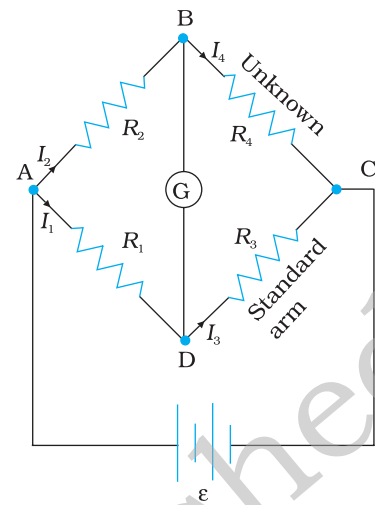 B
I₄
Unknown
I₂
R₂
R₄
A
G
C
I₁
R₁
R₃
Standard
arm
I₃
D
ε